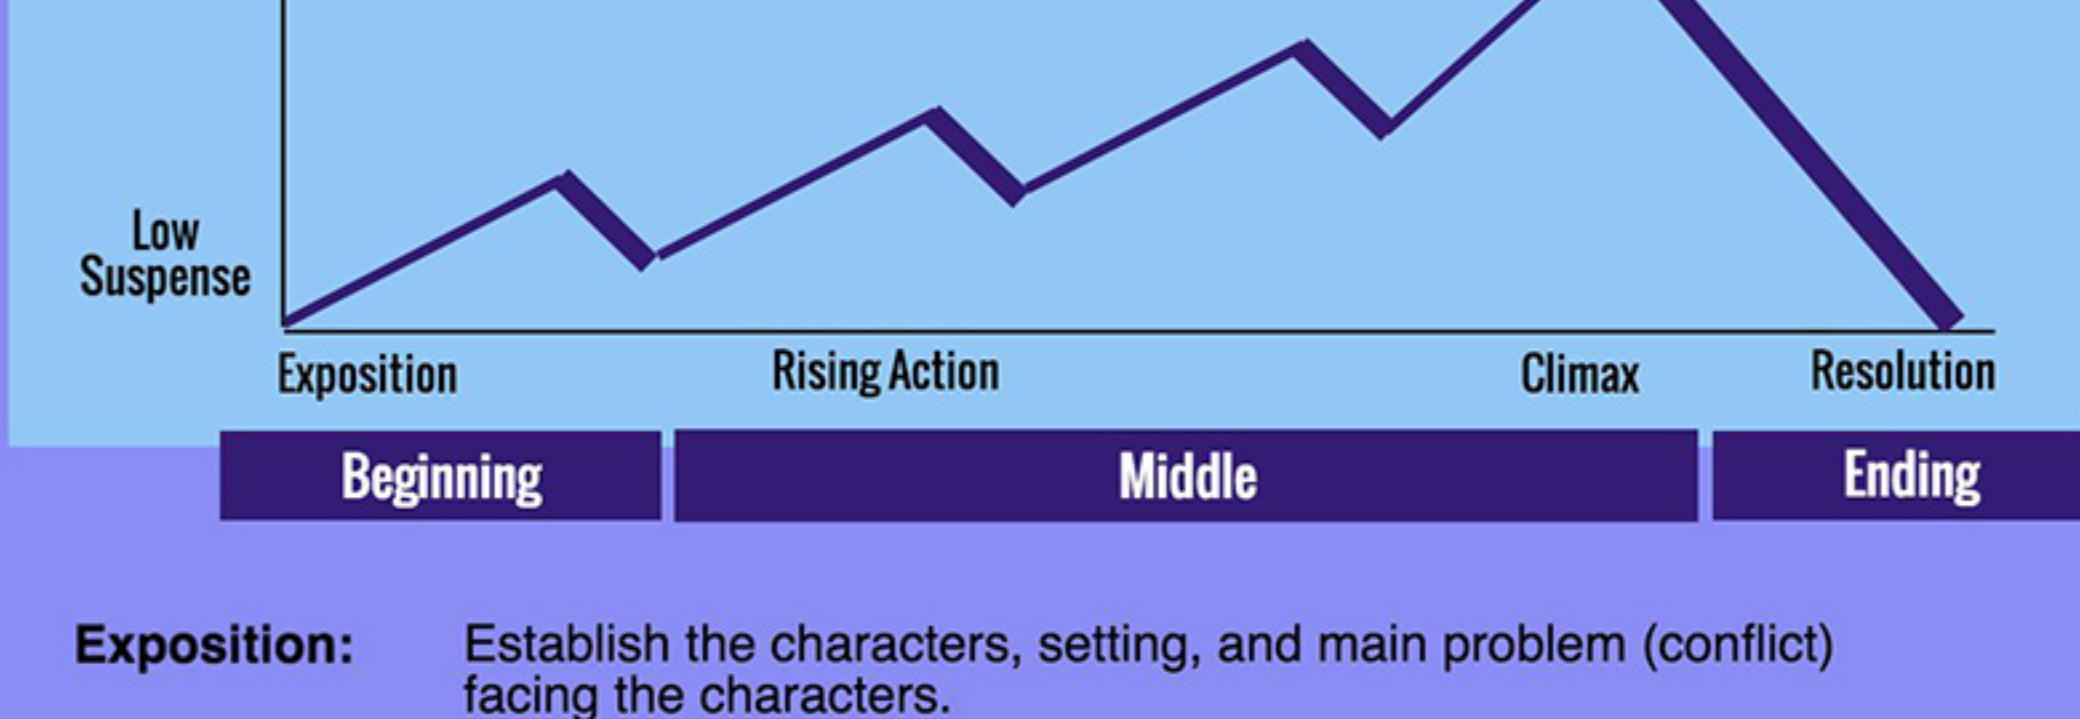 Low
Suspense
Exposition Rising Action Climax Resolution
Beginning Middle Ending
Exposition: Establish the characters, setting, and main problem (conflict)
facing the characters.